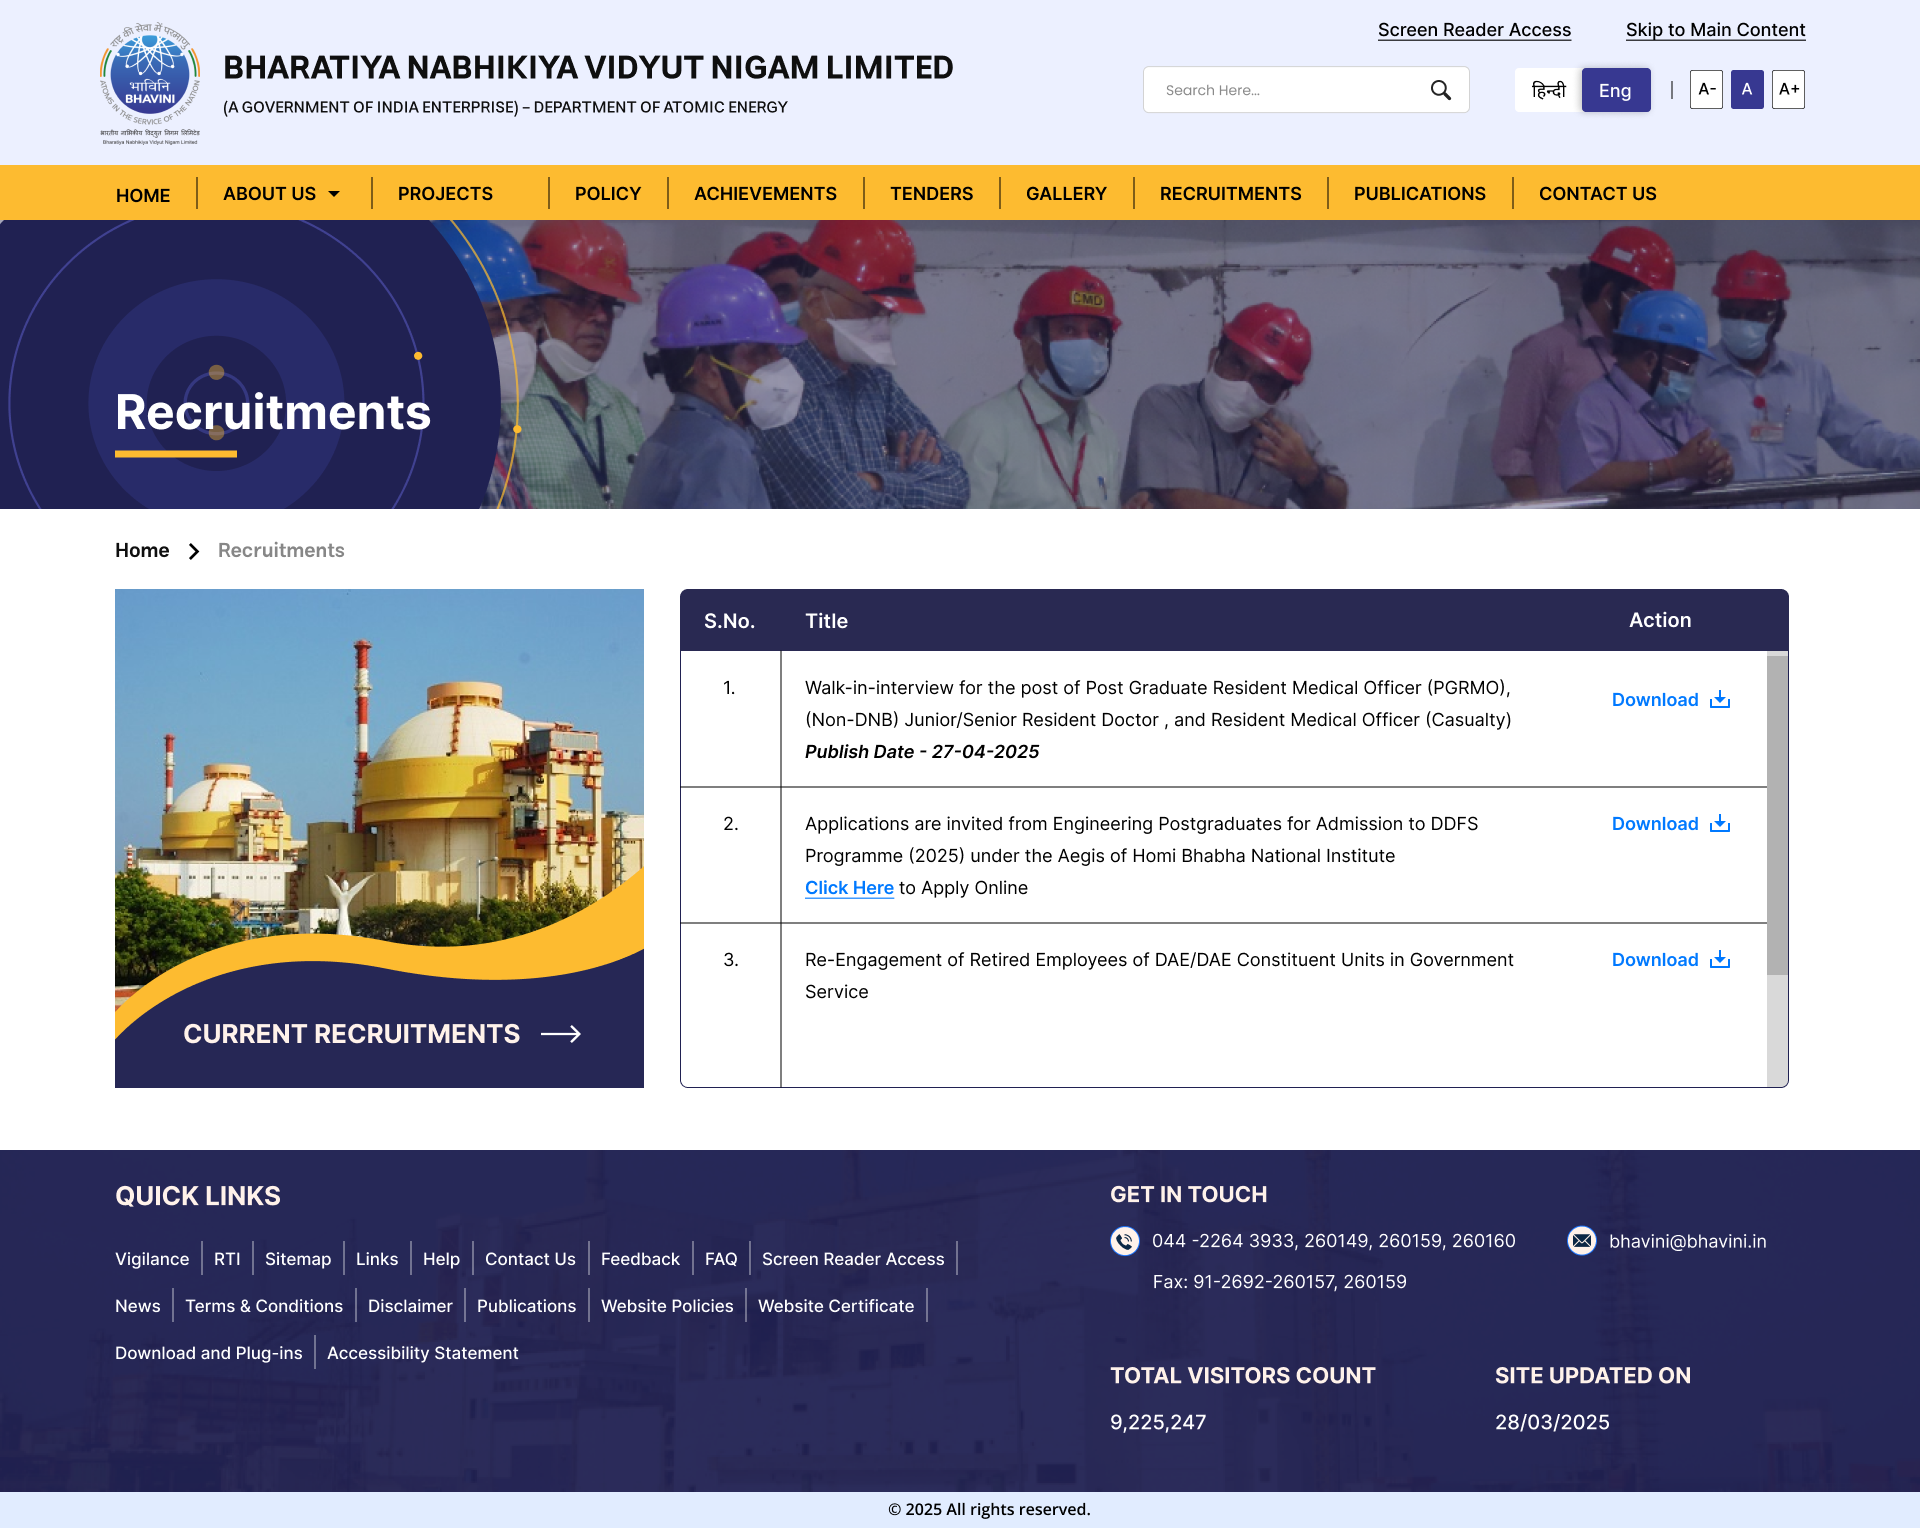 Screen Reader Access
Skip to Main Content
राष्ट्र की सेवा में परमाणु
भाविनि
BHAVINI
ATOMS IN THE SERVICE OF THE NATION
भारतीय नाभिकीय विद्युत निगम लिमिटेड
Bharatiya Nabhikiya Vidyut Nigam Limited
BHARATIYA NABHIKIYA VIDYUT NIGAM LIMITED
(A GOVERNMENT OF INDIA ENTERPRISE) – DEPARTMENT OF ATOMIC ENERGY
Search Here...
हिन्दी
Eng
A-
A
A+
HOME
ABOUT US
PROJECTS
POLICY
ACHIEVEMENTS
TENDERS
GALLERY
RECRUITMENTS
PUBLICATIONS
CONTACT US
CMD
Recruitments
Home
Recruitments
CURRENT RECRUITMENTS
S.No.
Title
Action
1.
Walk-in-interview for the post of Post Graduate Resident Medical Officer (PGRMO),
(Non-DNB) Junior/Senior Resident Doctor , and Resident Medical Officer (Casualty)
Publish Date - 27-04-2025
Download
2.
Applications are invited from Engineering Postgraduates for Admission to DDFS
Programme (2025) under the Aegis of Homi Bhabha National Institute
Click Here to Apply Online
Download
3.
Re-Engagement of Retired Employees of DAE/DAE Constituent Units in Government
Service
Download
QUICK LINKS
Vigilance
RTI
Sitemap
Links
Help
Contact Us
Feedback
FAQ
Screen Reader Access
News
Terms & Conditions
Disclaimer
Publications
Website Policies
Website Certificate
Download and Plug-ins
Accessibility Statement
GET IN TOUCH
044 -2264 3933, 260149, 260159, 260160
Fax: 91-2692-260157, 260159
bhavini@bhavini.in
TOTAL VISITORS COUNT
9,225,247
SITE UPDATED ON
28/03/2025
© 2025 All rights reserved.